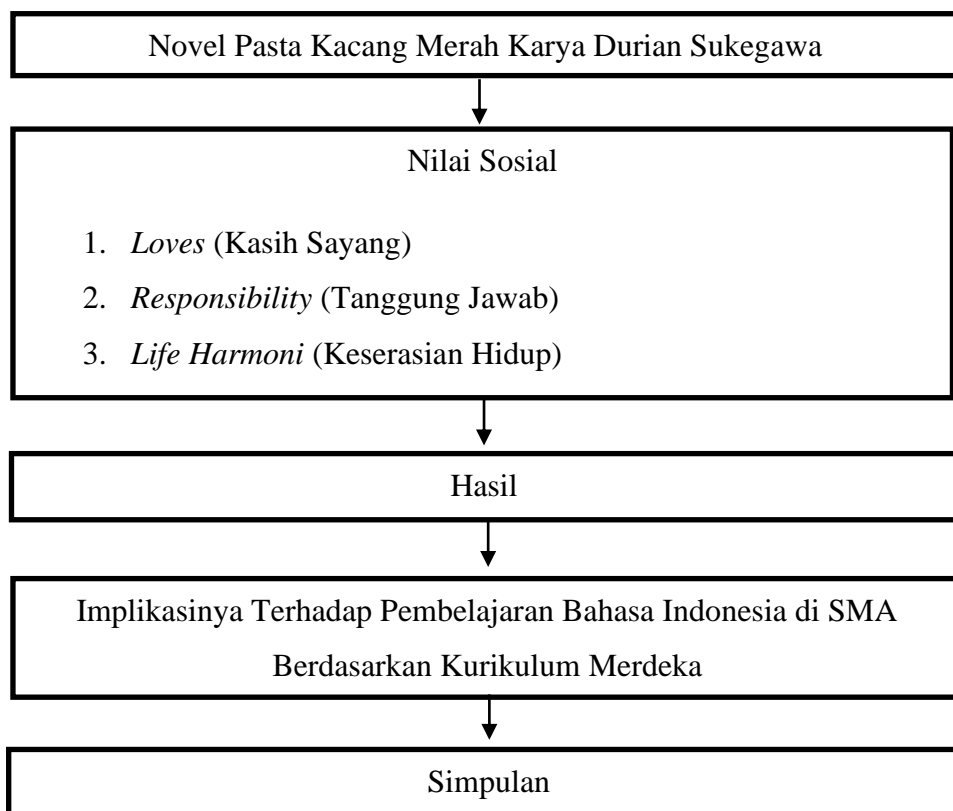 Novel Pasta Kacang Merah Karya Durian Sukegawa
Nilai Sosial
1. Loves (Kasih Sayang)
2. Responsibility (Tanggung Jawab)
3. Life Harmoni (Keserasian Hidup)
Hasil
Implikasinya Terhadap Pembelajaran Bahasa Indonesia di SMA
Berdasarkan Kurikulum Merdeka
Simpulan